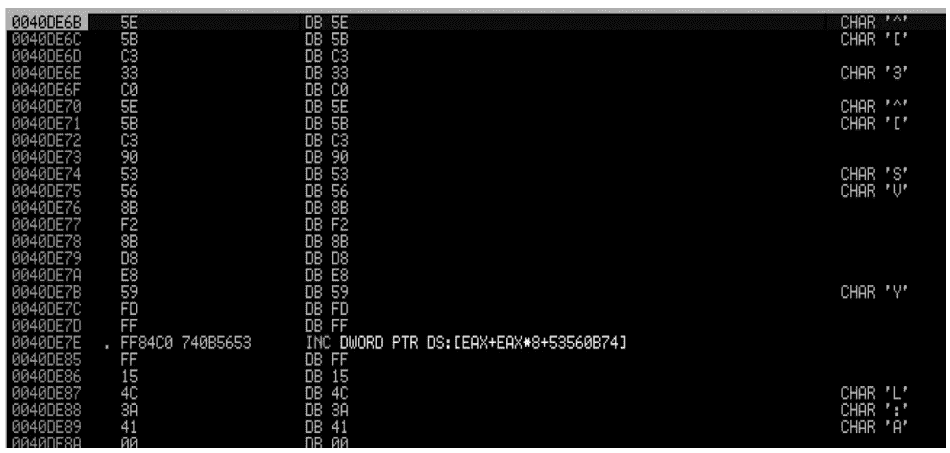 0040DE6B 5E DB 5E CHAR '^'
0040DE6C 5B DB 5B CHAR '['
0040DE6D C3 DB C3
0040DE6E 33 DB 33 CHAR '3'
0040DE6F C0 DB C0
0040DE70 5E DB 5E CHAR '^'
0040DE71 5B DB 5B CHAR '['
0040DE72 C3 DB C3
0040DE73 90 DB 90
0040DE74 53 DB 53 CHAR 'S'
0040DE75 56 DB 56 CHAR 'V'
0040DE76 8B DB 8B
0040DE77 F2 DB F2
0040DE78 8B DB 8B
0040DE79 D8 DB D8
0040DE7A E8 DB E8
0040DE7B 59 DB 59 CHAR 'Y'
0040DE7C FD DB FD
0040DE7D FF DB FF
0040DE7E . FF84C0 740B5653 INC DWORD PTR DS:[EAX+EAX*8+53560B74]
0040DE85 FF DB FF
0040DE86 15 DB 15
0040DE87 4C DB 4C CHAR 'L'
0040DE88 3A DB 3A CHAR ':'
0040DE89 41 DB 41 CHAR 'A'
0040DE8A 00 DB 00